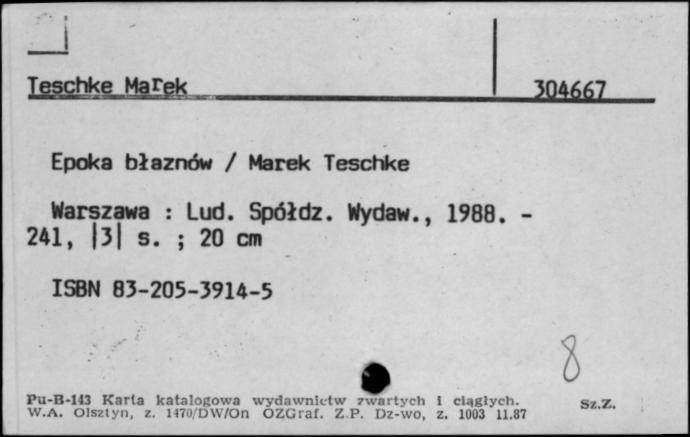 Teschke Marek 304667
Epoka błaznów / Marek Teschke
Warszawa : Lud. Spółdz. Wydaw., 1988. -
241, |3| s. ; 20 cm
ISBN 83-205-3914-5
8
Pu-B-143 Karta katalogowa wydawnictw zwartych i ciągłych. Sz.Z.
W.A. Olsztyn, z. 1470/DW/On OZGraf. Z.P. Dz-wo, z. 1003 11.87